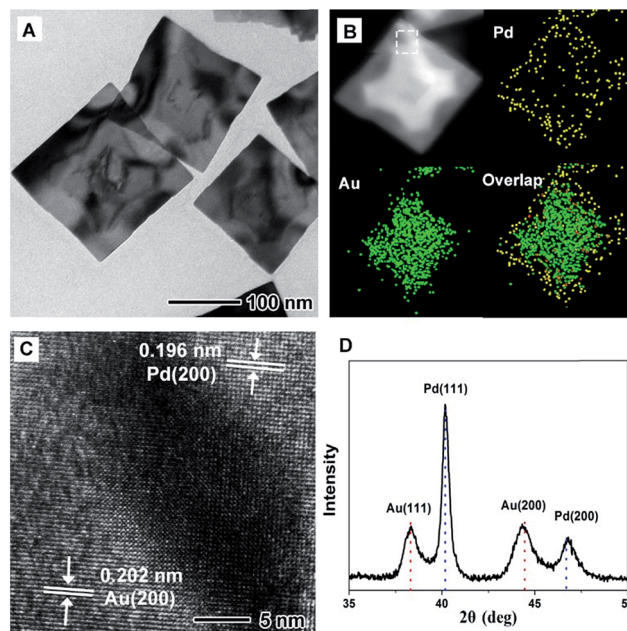 A
100 nm
B
Pd
Au
Overlap
C
0.196 nm
Pd(200)
0.202 nm
Au(200)
5 nm
D
Pd(111)
Au(111)
Au(200)
Pd(200)
Intensity
35 40 45 50
2θ (deg)